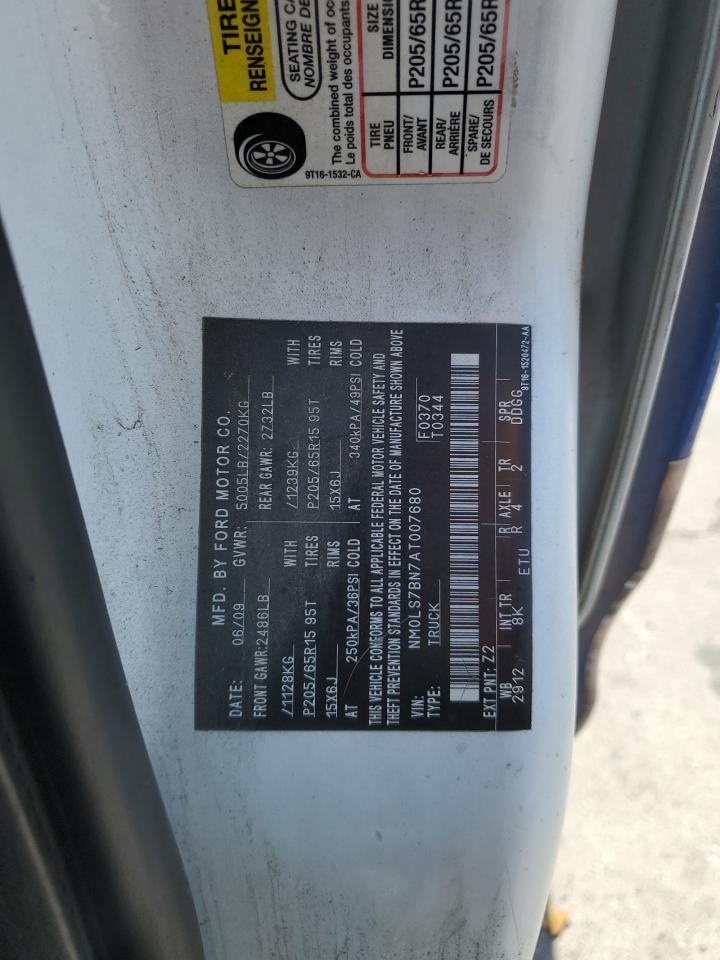 TIRE
RENSEIGN
SEATING CA
NOMBRE DE
The combined weight of occ
Le poids total des occupants
TIRE
PNEU
SIZE
DIMENSION
FRONT/
AVANT
P205/65R
REAR/
ARRIÈRE
P205/65R
SPARE/
DE SECOURS
P205/65R
9T16-1532-CA
MFD. BY FORD MOTOR CO.
DATE: 06/09 GVWR: 5005LB/2270KG
FRONT GAWR: 2486LB REAR GAWR: 2732LB
/1128KG WITH /1239KG WITH
P205/65R15 95T TIRES P205/65R15 95T TIRES
15X6J RIMS 15X6J RIMS
AT 250kPA/36PSI COLD AT 340kPA/49PSI COLD
THIS VEHICLE CONFORMS TO ALL APPLICABLE FEDERAL MOTOR VEHICLE SAFETY AND
THEFT PREVENTION STANDARDS IN EFFECT ON THE DATE OF MANUFACTURE SHOWN ABOVE
VIN: NM0LS7BN7AT007680
TYPE: TRUCK
F0370
T0344
EXT PNT: Z2 ETU DDGG
WB INT TR R AXLE TR SPR
2912 8K R 4 2
9T16-1520472-AA